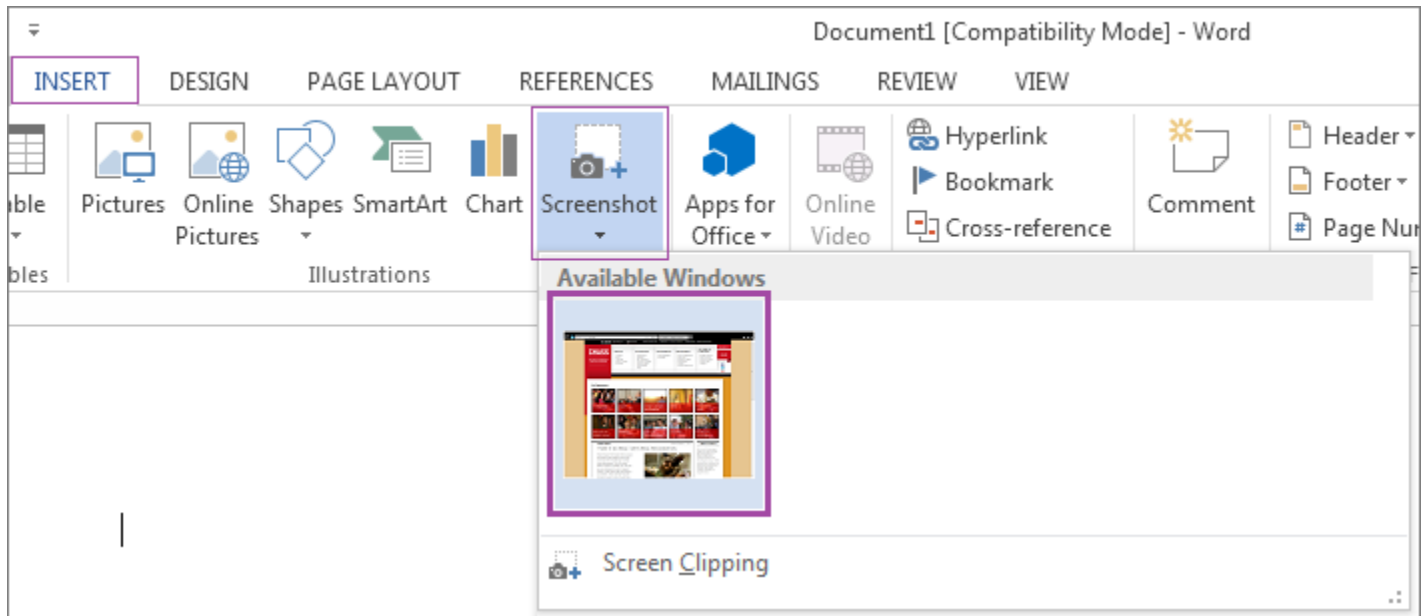 Document1 [Compatibility Mode] - Word
INSERT DESIGN PAGE LAYOUT REFERENCES MAILINGS REVIEW VIEW
able Pictures Online Pictures Shapes SmartArt Chart Screenshot Apps for Office Online Video
Hyperlink
Bookmark
Cross-reference
Comment
Header
Footer
Page Nur
bles Illustrations
Available Windows
Screen Clipping